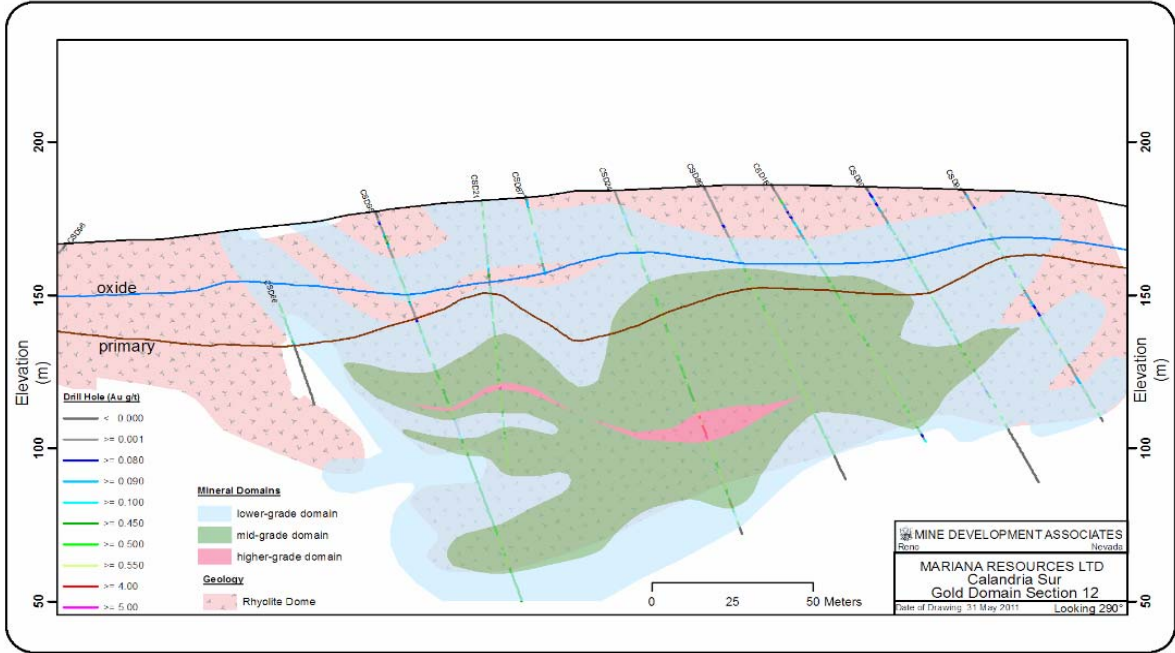 200
200
CSD21
oxide
150
150
primary
Elevation
(m)
Elevation
(m)
Drill Hole (Au g/t)
< 0.000
>= 0.001
>= 0.080
>= 0.090
>= 0.100
>= 0.450
>= 0.500
>= 0.550
>= 4.00
>= 5.00
100
100
Mineral Domains
lower-grade domain
mid-grade domain
higher-grade domain
Geology
Rhyolite Dome
50
50
0 25 50 Meters
MINE DEVELOPMENT ASSOCIATES
Reno Nevada
MARIANA RESOURCES LTD
Calandria Sur
Gold Domain Section 12
Date of Drawing 31 May 2011 Looking 290°